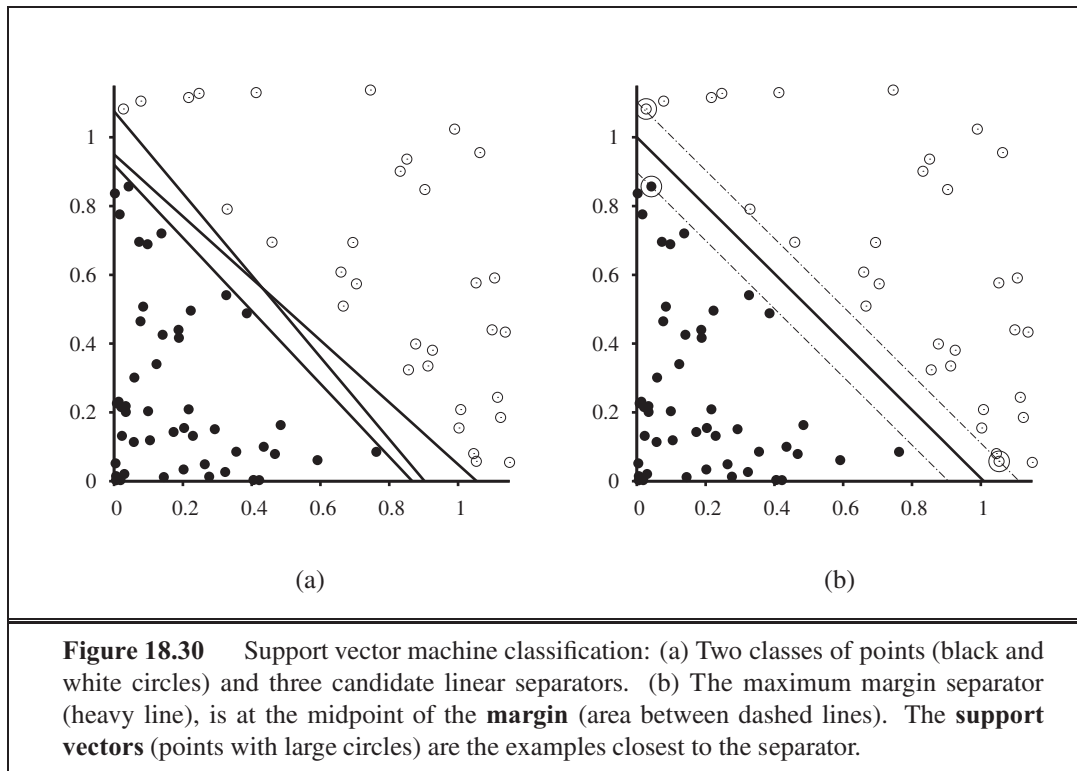 1
0.8
0.6
0.4
0.2
0
0 0.2 0.4 0.6 0.8 1
(a)
1
0.8
0.6
0.4
0.2
0
0 0.2 0.4 0.6 0.8 1
(b)
Figure 18.30 Support vector machine classification: (a) Two classes of points (black and
white circles) and three candidate linear separators. (b) The maximum margin separator
(heavy line), is at the midpoint of the margin (area between dashed lines). The support
vectors (points with large circles) are the examples closest to the separator.